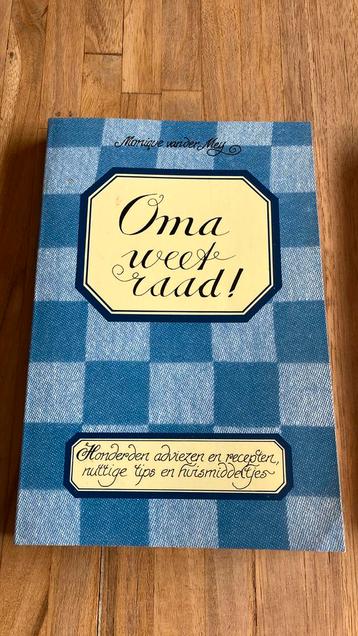 Monique van der Mey
Oma
weet
raad!
Honderden adviezen en recepten,
nuttige tips en huismiddeltjes